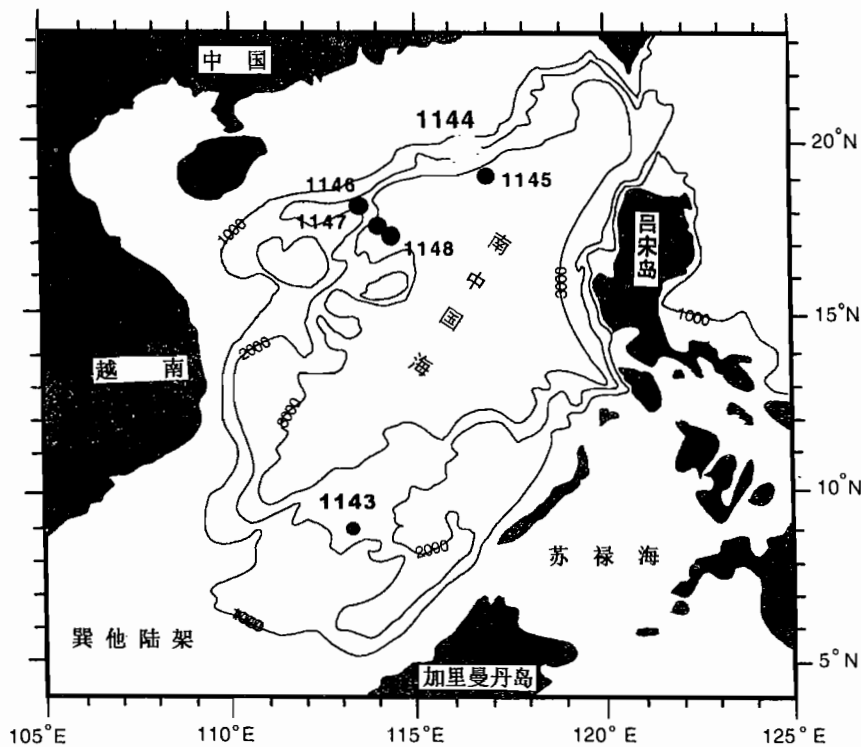 中 国
1144
20°N
1146
1145
1147
1000
1148
南
中
国
海
3000
吕宋岛
1000
15°N
越 南
2000
3000
1143
10°N
2000
苏 禄 海
1000
巽 他 陆 架
加里曼丹岛
5°N
105°E
110°E
115°E
120°E
125°E